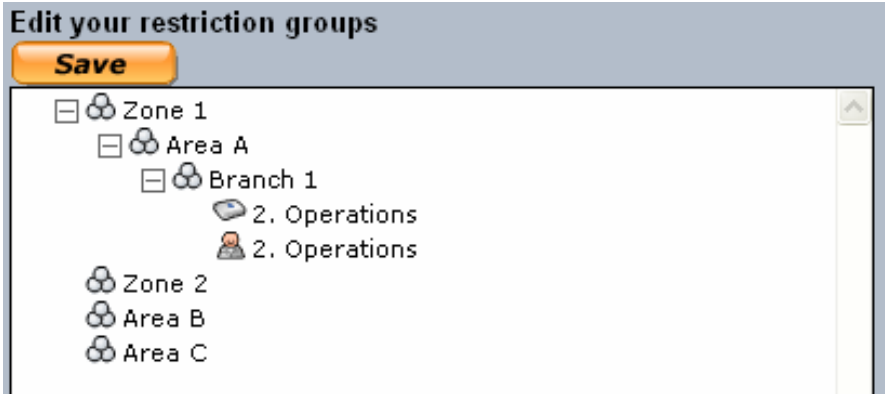 Edit your restriction groups
Save
Zone 1
Area A
Branch 1
2. Operations
2. Operations
Zone 2
Area B
Area C